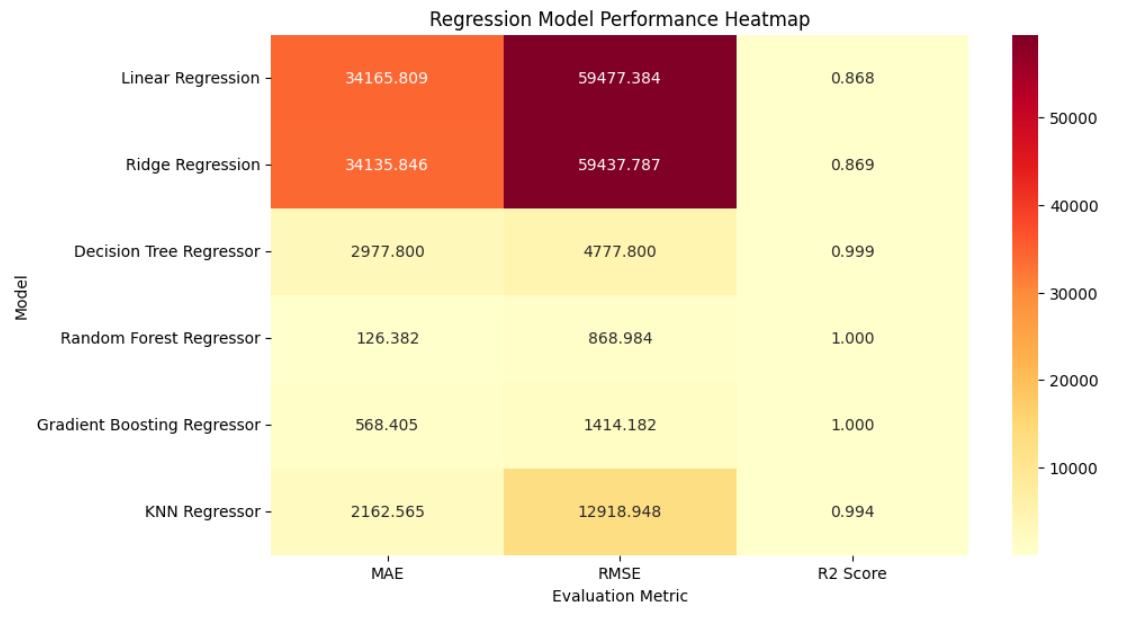 Regression Model Performance Heatmap
Linear Regression 34165.809 59477.384 0.868
Ridge Regression 34135.846 59437.787 0.869
Decision Tree Regressor 2977.800 4777.800 0.999
Random Forest Regressor 126.382 868.984 1.000
Gradient Boosting Regressor 568.405 1414.182 1.000
KNN Regressor 2162.565 12918.948 0.994
MAE RMSE R2 Score
Evaluation Metric
Model
50000
40000
30000
20000
10000